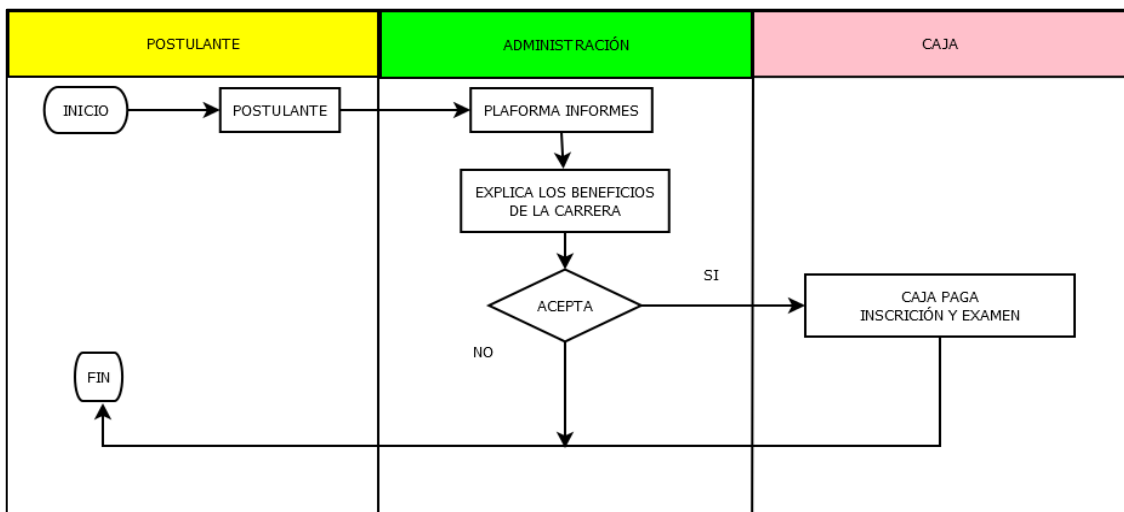 POSTULANTE
ADMINISTRACIÓN
CAJA
INICIO
POSTULANTE
PLAFORMA INFORMES
EXPLICA LOS BENEFICIOS
DE LA CARRERA
ACEPTA
SI
CAJA PAGA
INSCRICIÓN Y EXAMEN
NO
FIN